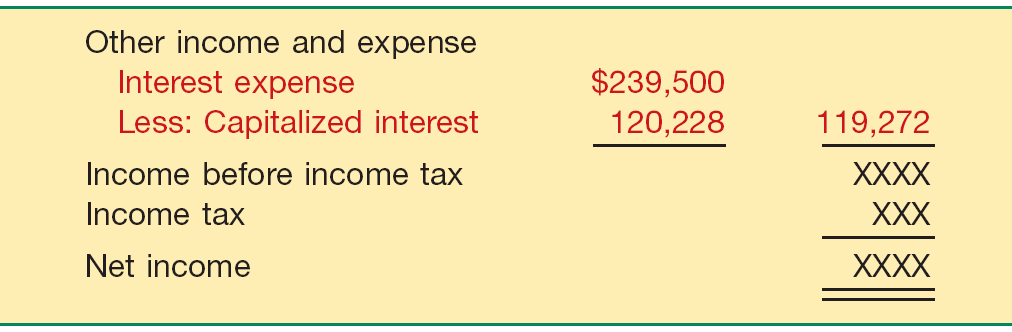 Other income and expense
Interest expense $239,500
Less: Capitalized interest 120,228 119,272
Income before income tax XXXX
Income tax XXX
Net income XXXX